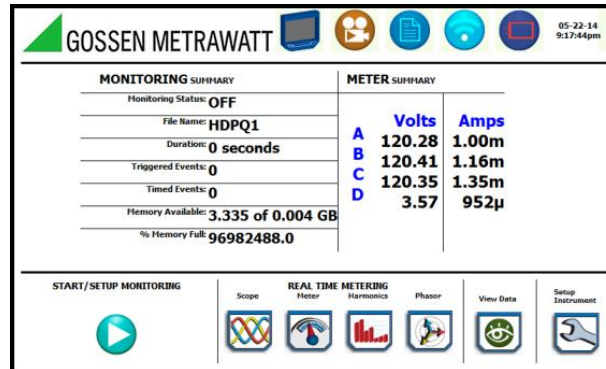 GOSSEN METRAWATT
05-22-14
9:17:44pm
MONITORING SUMMARY
Monitoring Status: OFF
File Name: HDPQ1
Duration: 0 seconds
Triggered Events: 0
Timed Events: 0
Memory Available: 3.335 of 0.004 GB
% Memory Full: 96982488.0
METER SUMMARY
Volts Amps
A 120.28 1.00m
B 120.41 1.16m
C 120.35 1.35m
D 3.57 952µ
START/SETUP MONITORING
REAL TIME METERING
Scope Meter Harmonics Phasor
View Data
Setup
Instrument